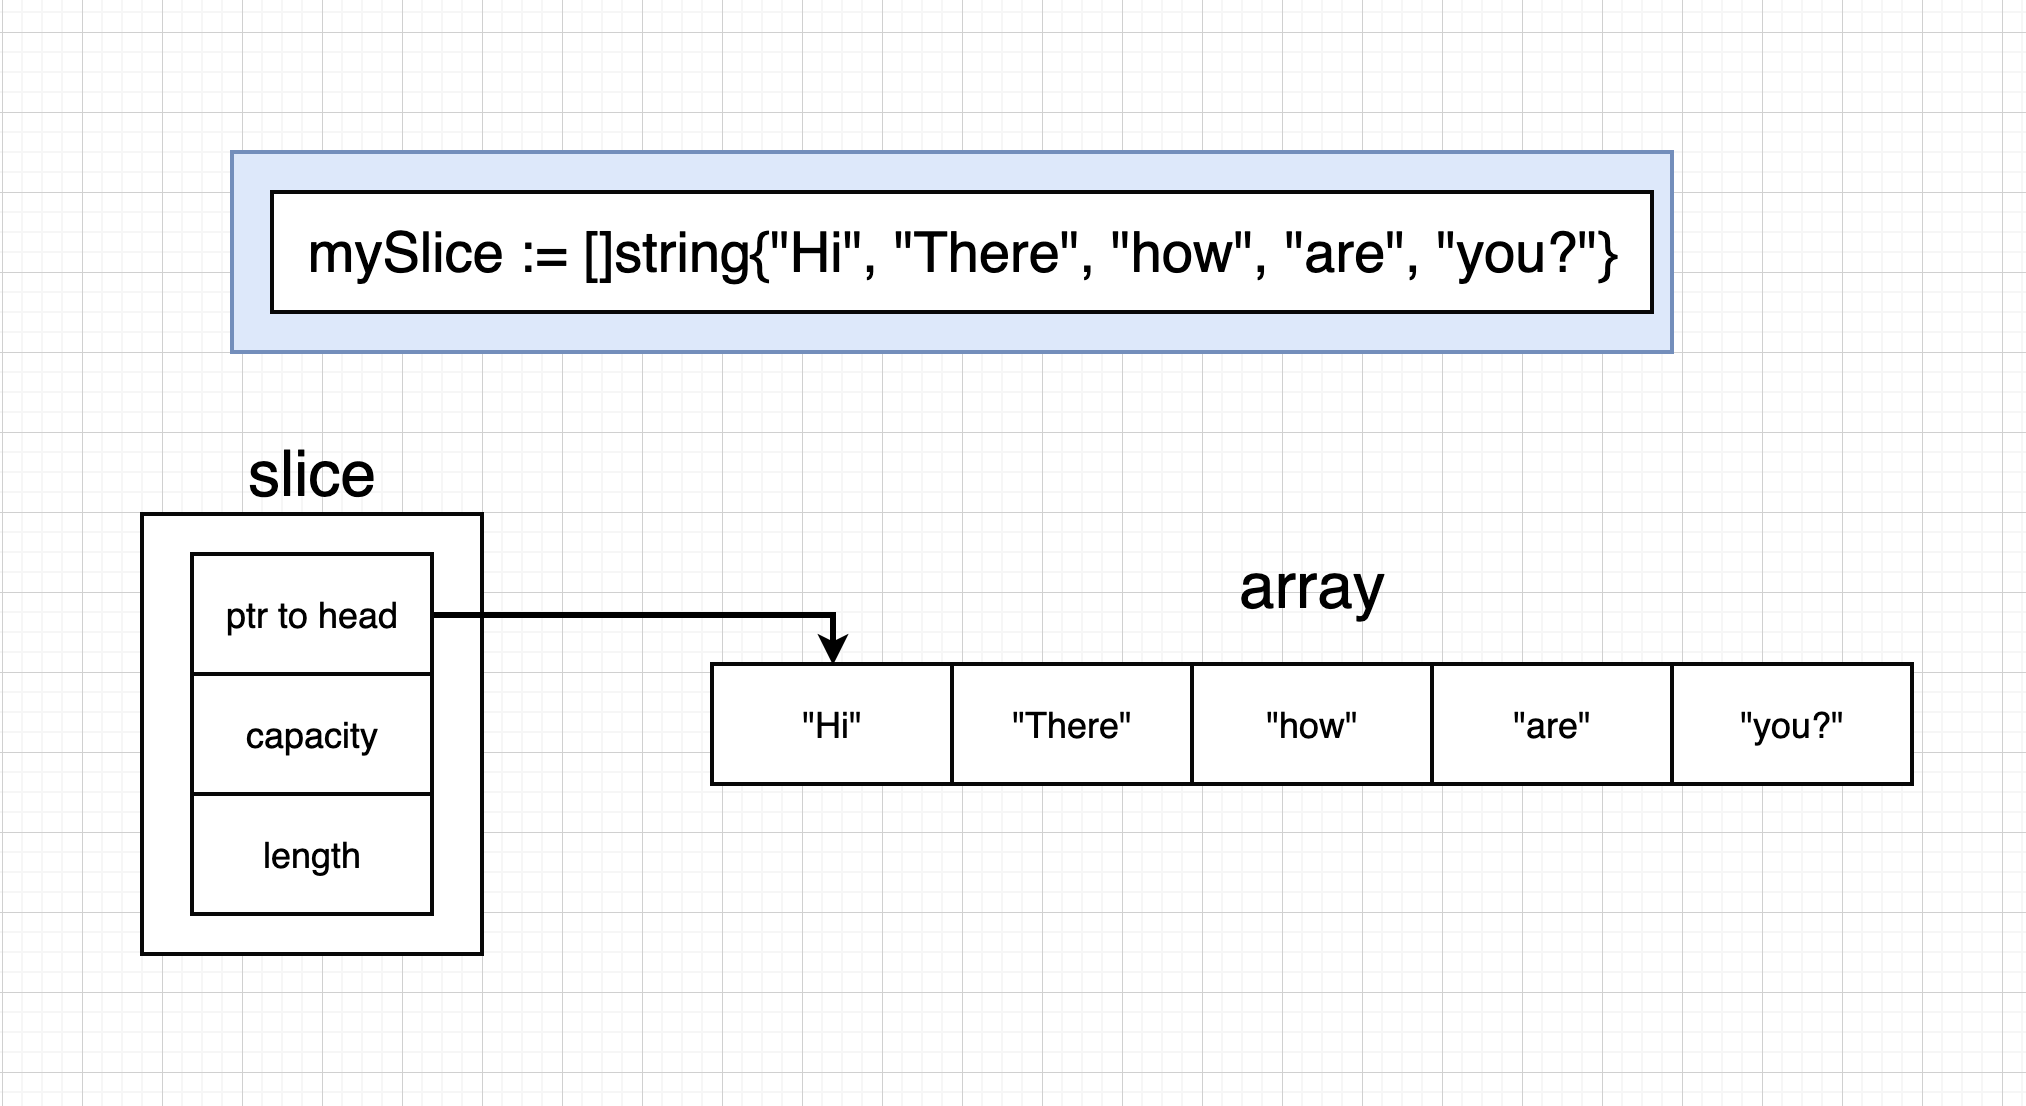 mySlice := []string{"Hi", "There", "how", "are", "you?"}
slice
ptr to head
capacity
length
array
"Hi" "There" "how" "are" "you?"